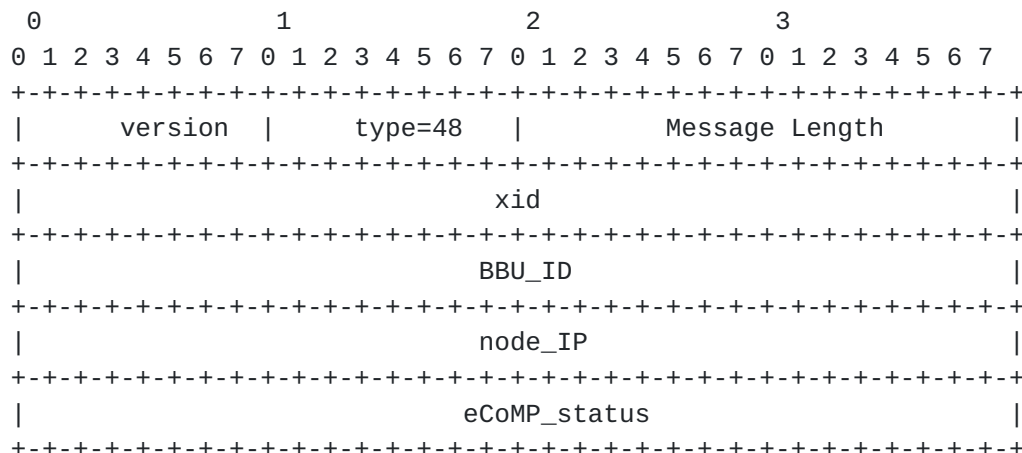 0 1 2 3
0 1 2 3 4 5 6 7 0 1 2 3 4 5 6 7 0 1 2 3 4 5 6 7 0 1 2 3 4 5 6 7
+-+-+-+-+-+-+-+-+-+-+-+-+-+-+-+-+-+-+-+-+-+-+-+-+-+-+-+-+-+-+-+-+
| version | type=48 | Message Length |
+-+-+-+-+-+-+-+-+-+-+-+-+-+-+-+-+-+-+-+-+-+-+-+-+-+-+-+-+-+-+-+-+
| xid |
+-+-+-+-+-+-+-+-+-+-+-+-+-+-+-+-+-+-+-+-+-+-+-+-+-+-+-+-+-+-+-+-+
| BBU_ID |
+-+-+-+-+-+-+-+-+-+-+-+-+-+-+-+-+-+-+-+-+-+-+-+-+-+-+-+-+-+-+-+-+
| node_IP |
+-+-+-+-+-+-+-+-+-+-+-+-+-+-+-+-+-+-+-+-+-+-+-+-+-+-+-+-+-+-+-+-+
| eCoMP_status |
+-+-+-+-+-+-+-+-+-+-+-+-+-+-+-+-+-+-+-+-+-+-+-+-+-+-+-+-+-+-+-+-+